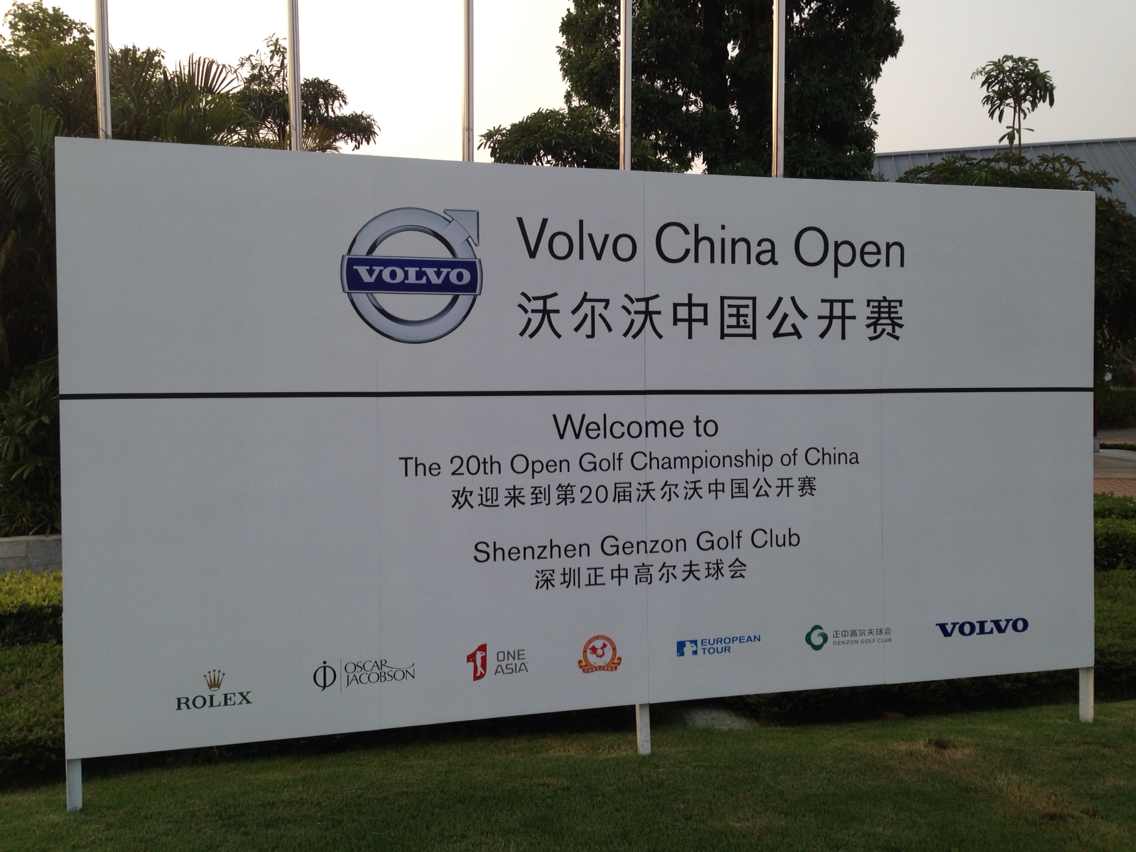 VOLVO
Volvo China Open
沃尔沃中国公开赛
Welcome to
The 20th Open Golf Championship of China
欢迎来到第20届沃尔沃中国公开赛
Shenzhen Genzon Golf Club
深圳正中高尔夫球会
ROLEX
OSCAR
JACOBSON
1 ONE
ASIA
EUROPEAN
TOUR
正中高尔夫球会
GENZON GOLF CLUB
VOLVO